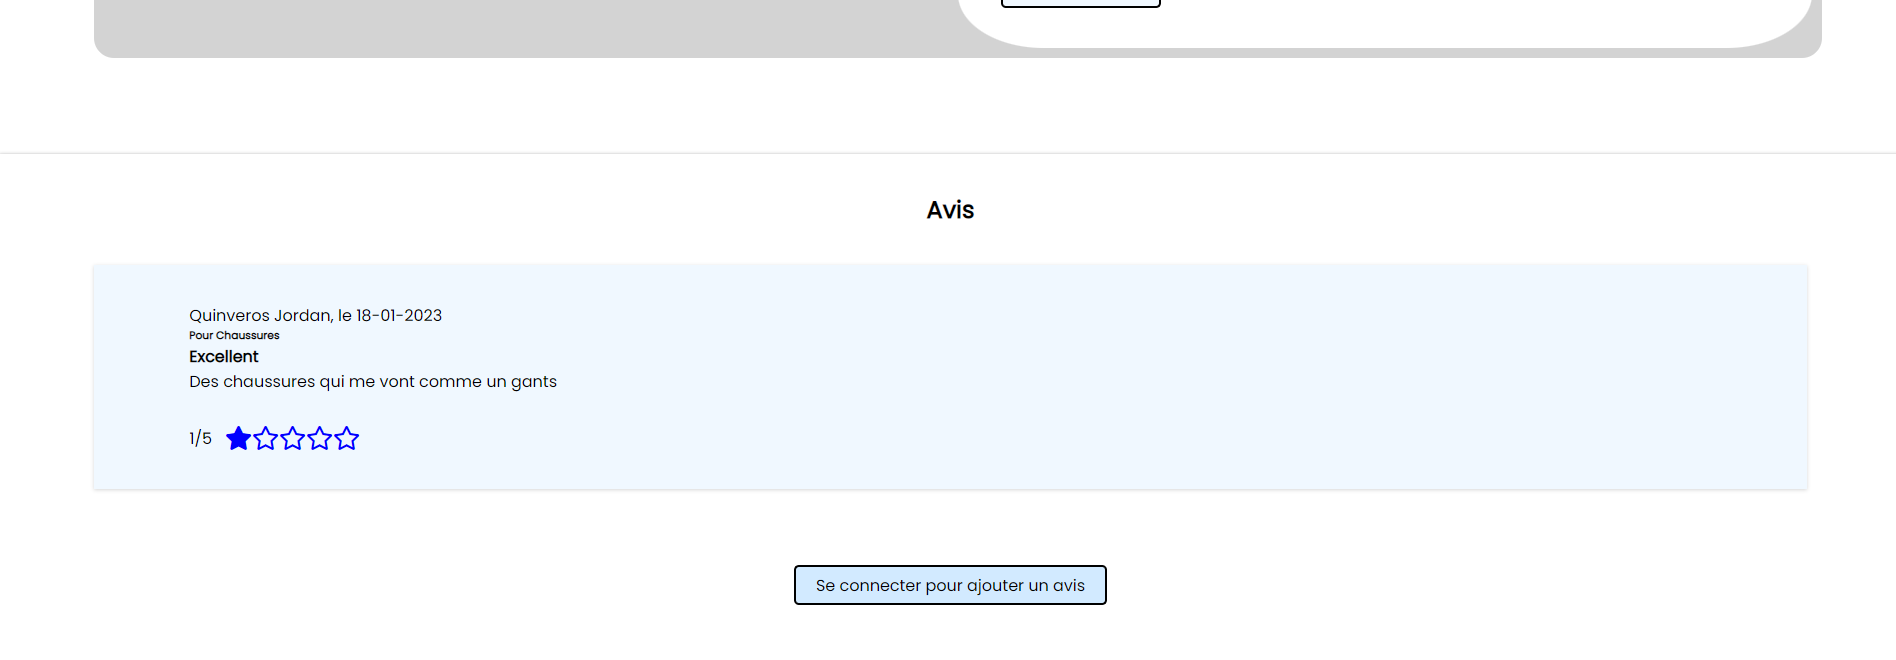 Avis
Quinveros Jordan, le 18-01-2023
Pour Chaussures
Excellent
Des chaussures qui me vont comme un gants
1/5
Se connecter pour ajouter un avis